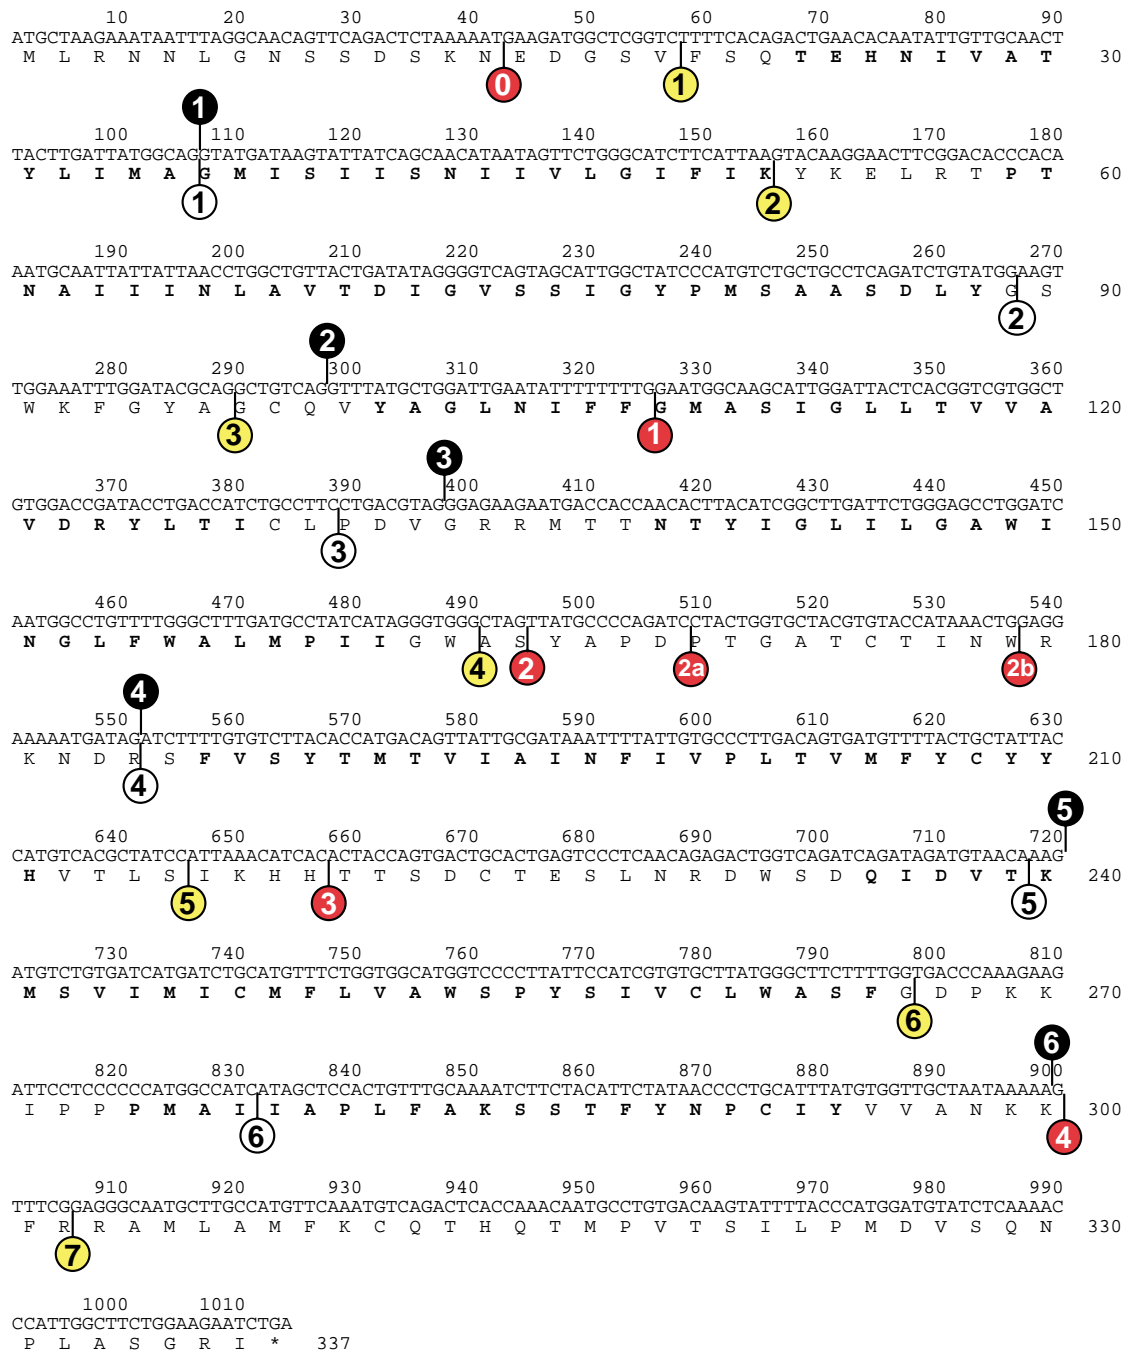 10 20 30 40 50 60 70 80 90
ATGCTAAGAAATAATTTAGGCAACAGTTCAGACTCTAAAAATGAAGATGGCTCGGTCTTTTCACAGACTGAACACAATATTGTTGCAACT
M L R N N L G N S S D S K N E D G S V F S Q T E H N I V A T 30
0 1
1
100 110 120 130 140 150 160 170 180
TACTTGATTATGGCAGGTATGATAAGTATTATCAGCAACATAATAGTTCTGGGCATCTTCATTAAGTACAAGGAACTTCGGACACCCACA
Y L I M A G M I S I I S N I I V L G I F I K Y K E L R T P T 60
1 2
190 200 210 220 230 240 250 260 270
AATGCAATTATTATTAACCTGGCTGTTACTGATATAGGGGTCAGTAGCATTGGCTATCCCATGTCTGCTGCCTCAGATCTGTATGGAAGT
N A I I I N L A V T D I G V S S I G Y P M S A A S D L Y G S 90
2
2
280 290 300 310 320 330 340 350 360
TGGAAATTTGGATACGCAGGCTGTCAGGTTTATGCTGGATTGAATATTTTTTTTGGAATGGCAAGCATTGGATTACTCACGGTCGTGGCT
W K F G Y A G C Q V Y A G L N I F F G M A S I G L L T V V A 120
3 1
3
370 380 390 400 410 420 430 440 450
GTGGACCGATACCTGACCATCTGCCTTCCTGACGTAGGGAGAAGAATGACCACCAACACTTACATCGGCTTGATTCTGGGAGCCTGGATC
V D R Y L T I C L P D V G R R M T T N T Y I G L I L G A W I 150
3
460 470 480 490 500 510 520 530 540
AATGGCCTGTTTTGGGCTTTGATGCCTATCATAGGGTGGGCTAGTTATGCCCCAGATCCTACTGGTGCTACGTGTACCATAAACTGGAGG
N G L F W A L M P I I G W A S Y A P D P T G A T C T I N W R 180
4 2 2a 2b
4
550 560 570 580 590 600 610 620 630
AAAAATGATAGATCTTTTGTGTCTTACACCATGACAGTTATTGCGATAAATTTTATTGTGCCCTTGACAGTGATGTTTTACTGCTATTAC
K N D R S F V S Y T M T V I A I N F I V P L T V M F Y C Y Y 210
4
5
640 650 660 670 680 690 700 710 720
CATGTCACGCTATCCATTAAACATCACACTACCAGTGACTGCACTGAGTCCCTCAACAGAGACTGGTCAGATCAGATAGATGTAACAAAG
H V T L S I K H H T T S D C T E S L N R D W S D Q I D V T K 240
5 3 5
730 740 750 760 770 780 790 800 810
ATGTCTGTGATCATGATCTGCATGTTTCTGGTGGCATGGTCCCCTTATTCCATCGTGTGCTTATGGGCTTCTTTTGGTGACCCAAAGAAG
M S V I M I C M F L V A W S P Y S I V C L W A S F G D P K K 270
6
6
820 830 840 850 860 870 880 890 900
ATTCCTCCCCCCATGGCCATCATAGCTCCACTGTTTGCAAAATCTTCTACATTCTATAACCCCTGCATTTATGTGGTTGCTAATAAAAAG
I P P P M A I I A P L F A K S S T F Y N P C I Y V V A N K K 300
6 4
910 920 930 940 950 960 970 980 990
TTTCGGAGGGCAATGCTTGCCATGTTCAAATGTCAGACTCACCAAACAATGCCTGTGACAAGTATTTTACCCATGGATGTATCTCAAAAC
F R R A M L A M F K C Q T H Q T M P V T S I L P M D V S Q N 330
7
1000 1010
CCATTGGCTTCTGGAAGAATCTGA
P L A S G R I * 337